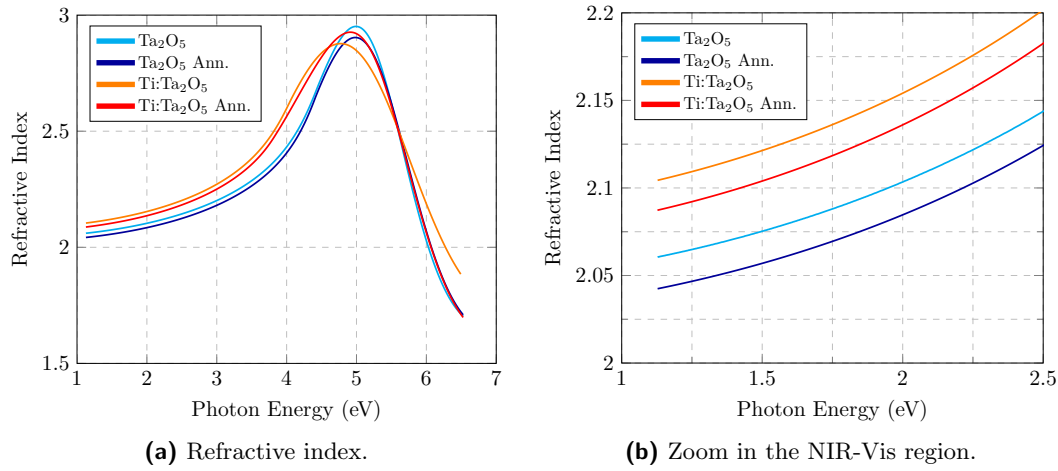 3
2.5
2
1.5
1 2 3 4 5 6 7
Refractive Index
Photon Energy (eV)
Ta₂O₅
Ta₂O₅ Ann.
Ti:Ta₂O₅
Ti:Ta₂O₅ Ann.
(a) Refractive index.
2.2
2.15
2.1
2.05
2
1 1.5 2 2.5
Refractive Index
Photon Energy (eV)
Ta₂O₅
Ta₂O₅ Ann.
Ti:Ta₂O₅
Ti:Ta₂O₅ Ann.
(b) Zoom in the NIR-Vis region.